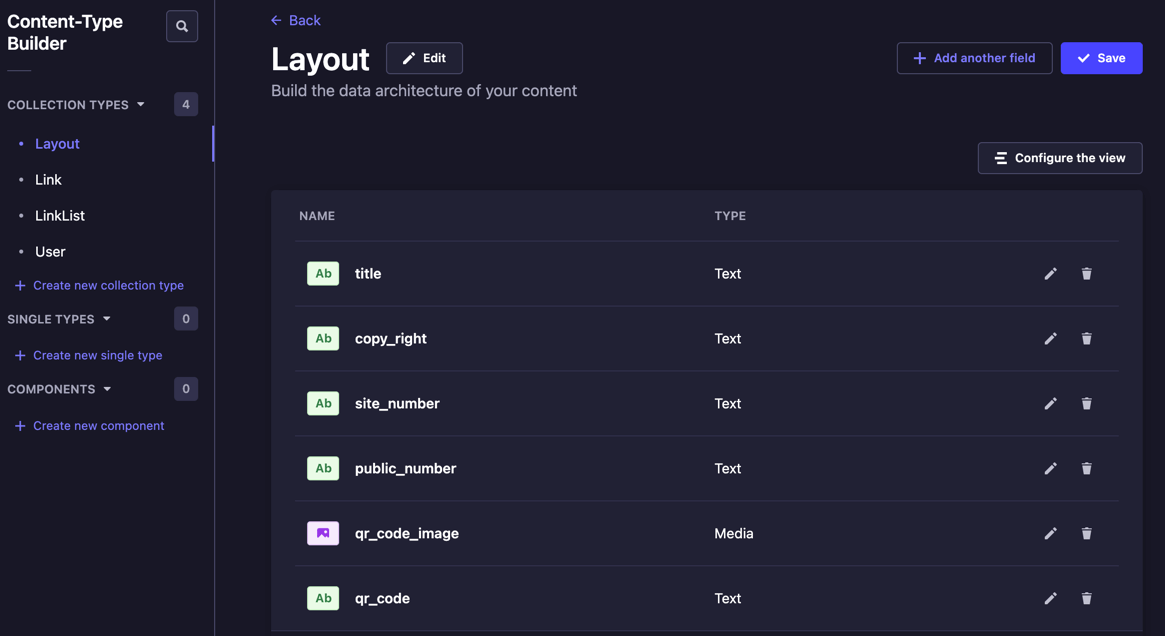 Content-Type
Builder
COLLECTION TYPES 4
Layout
Link
LinkList
User
Create new collection type
SINGLE TYPES 0
Create new single type
COMPONENTS 0
Create new component
Back
Layout Edit
Add another field Save
Build the data architecture of your content
Configure the view
NAME TYPE
Ab title Text
Ab copy_right Text
Ab site_number Text
Ab public_number Text
qr_code_image Media
Ab qr_code Text